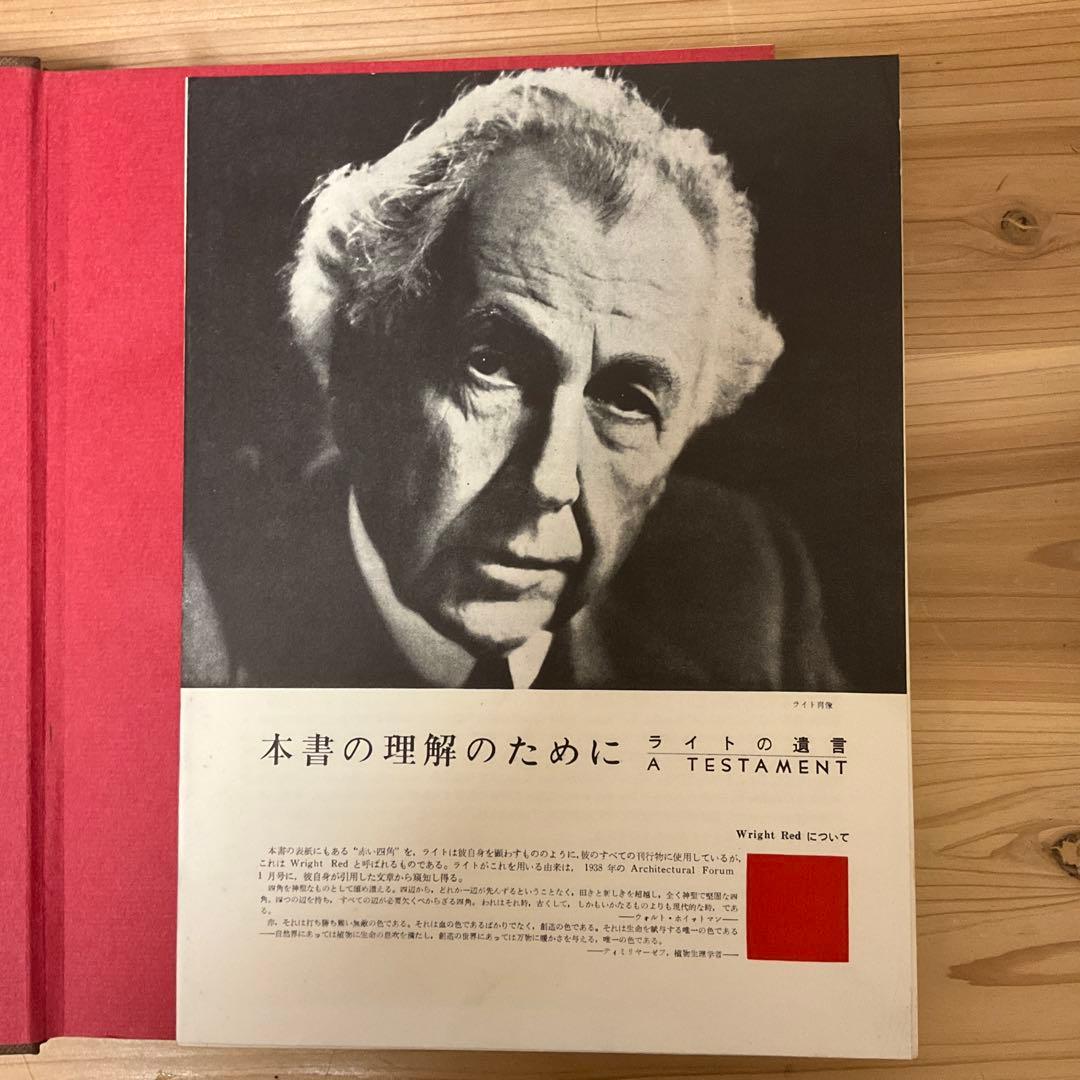 ライト肖像
本書の理解のために
ライトの遺言
A TESTAMENT
Wright Red について
本書の表紙にもある“赤い四角”を，ライトは彼自身を顧わすもののように，彼のすべての刊行物に使用しているが，
これは Wright Red と呼ばれるものである。ライトがこれを用いる由来は， 1938 年の Architectural Forum
1 月号に，彼自身が引用した文章から窺知し得る。
四角を神聖なものとして褒め讃える。四辺から，どれか一辺が先んずるということなく，旧きと新しきを超越し，全く神聖で堅固な四
角。四つの辺を持ち，すべての辺が必要欠くべからざる四角。われはそれ時，古くして，しかもいかなるものよりも現代的な時，であ
る。
——ウォルト・ホイットマン——
赤，それは打ち勝ち難い無敵の色である。それは血の色であるばかりでなく，創造の色である。それは生命を賦与する唯一の色である
——自然界にあっては植物に生命の息吹を満たし，創造の世界にあっては万物に暖かさを与える，唯一の色である。
——ティミリヤーゼフ，植物生理学者——